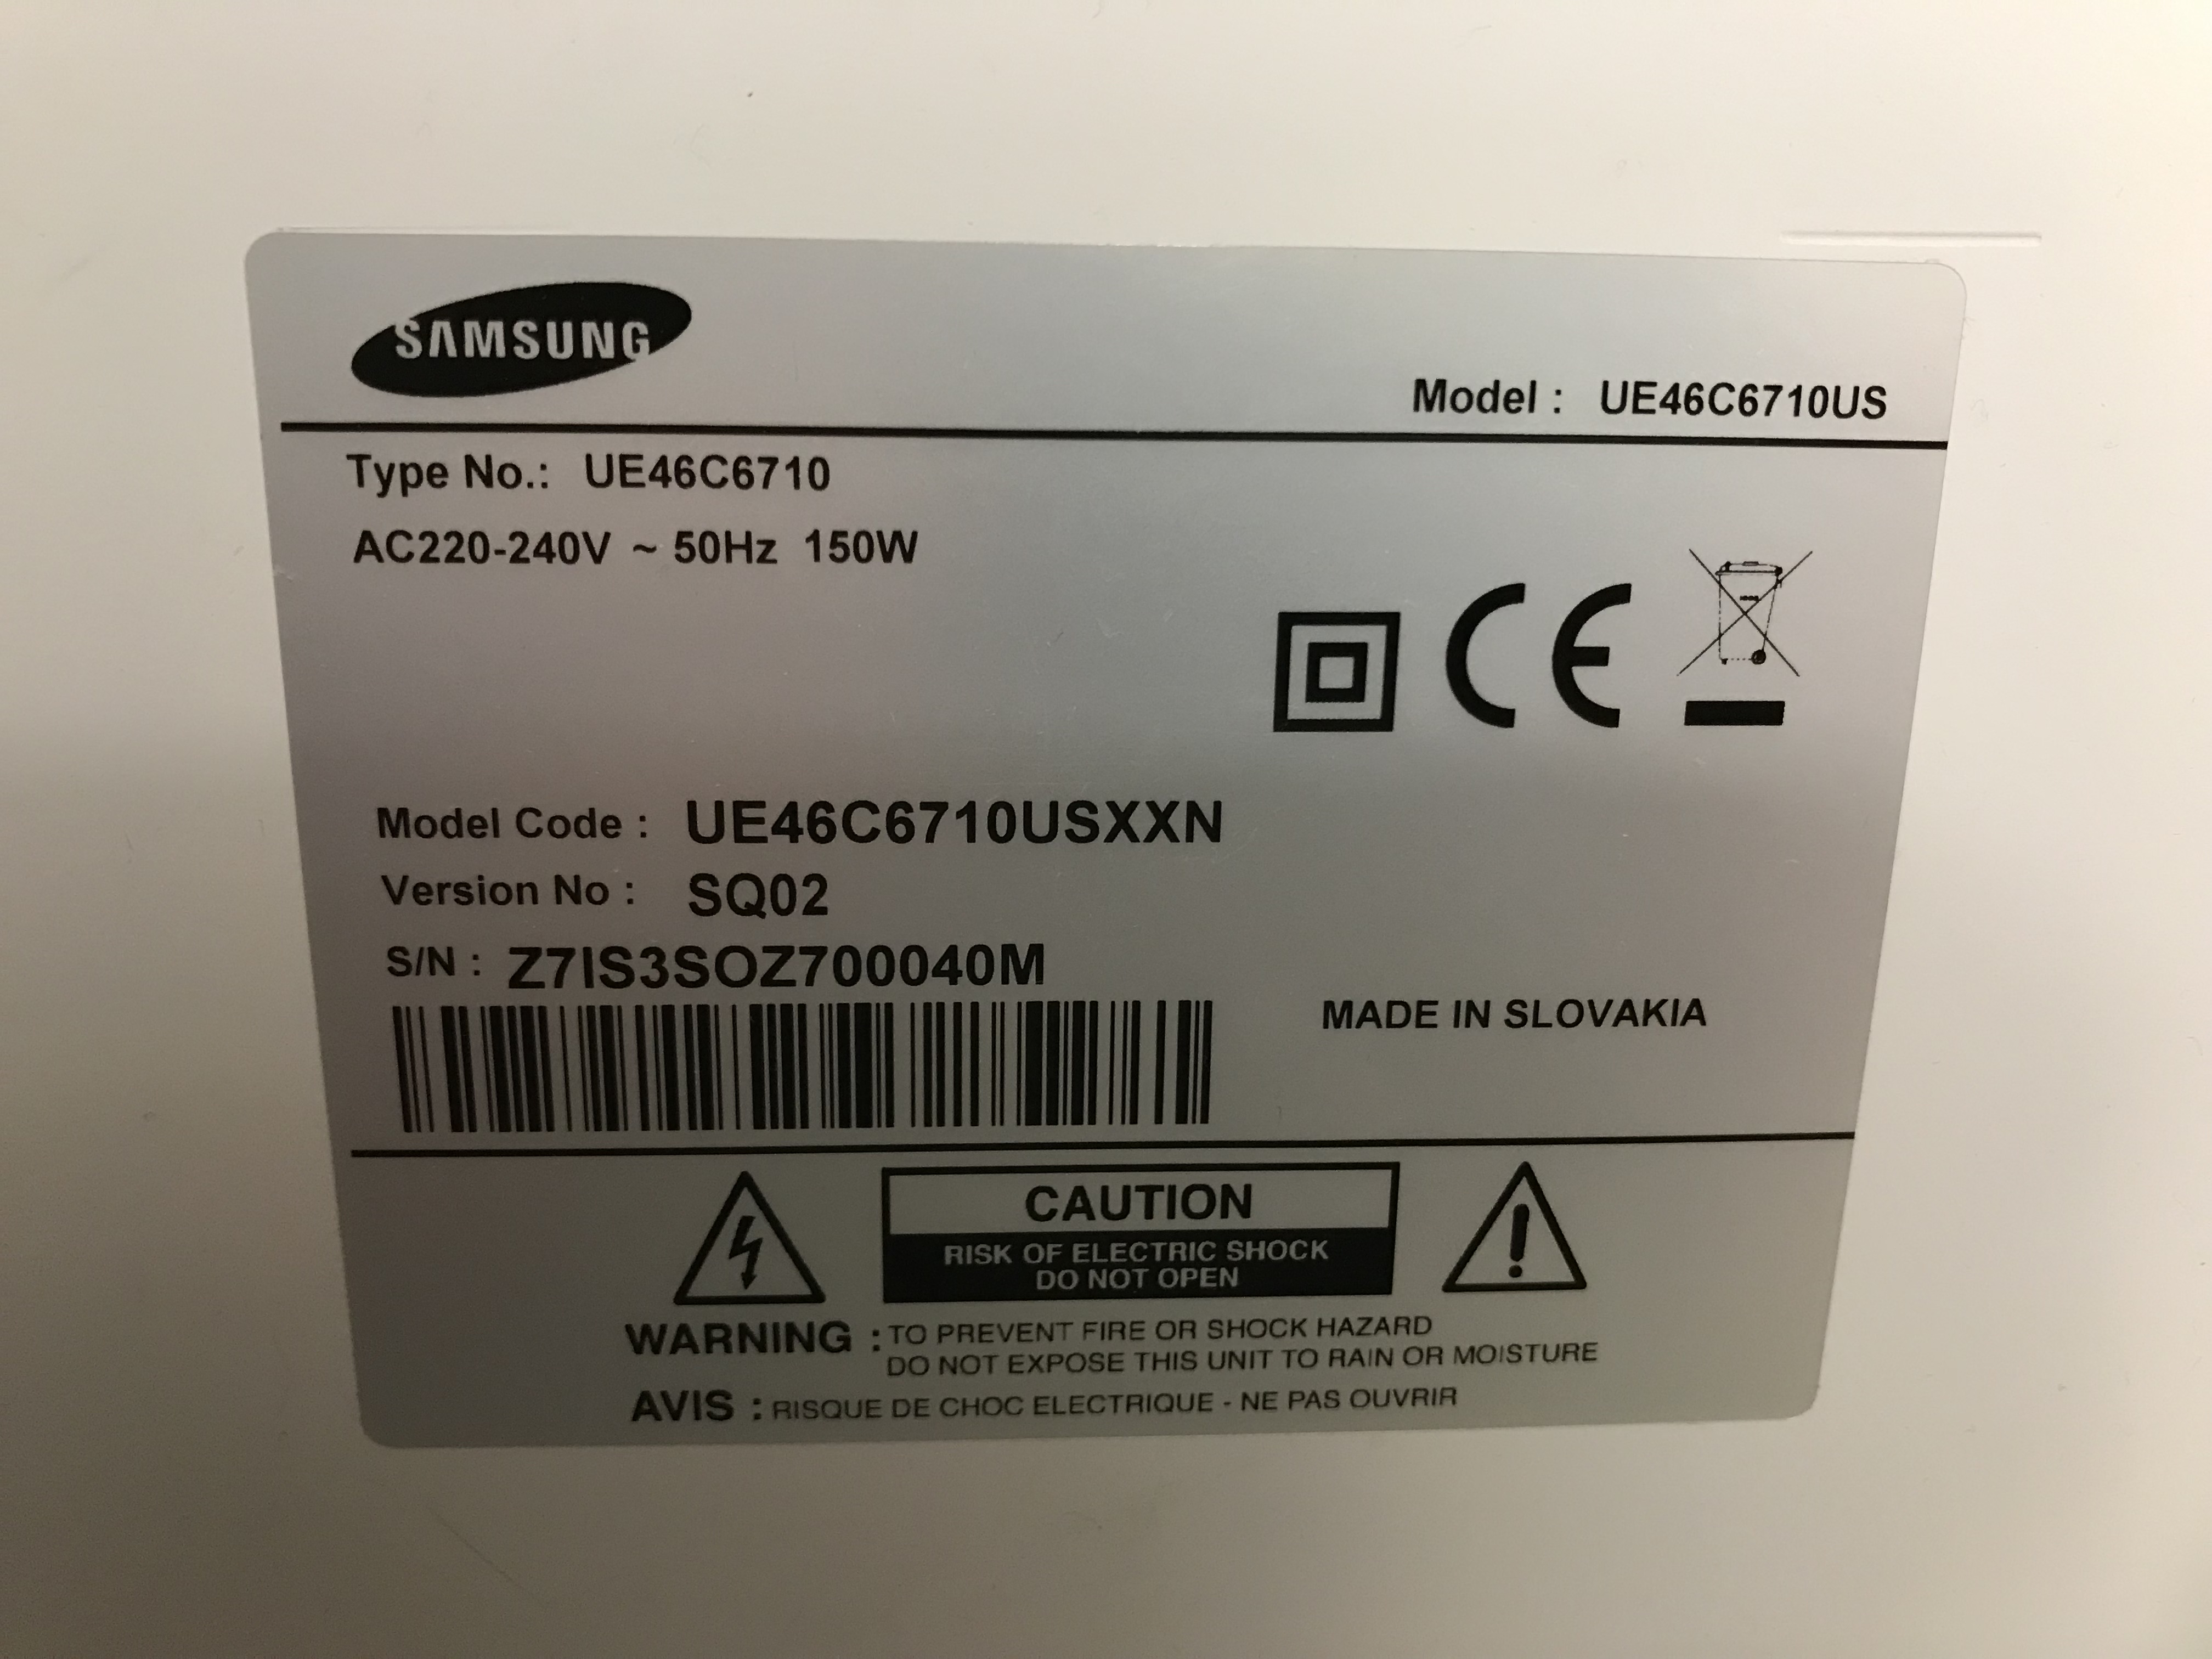 SAMSUNG
Model : UE46C6710US
Type No.: UE46C6710
AC220-240V ~ 50Hz 150W
CE
Model Code : UE46C6710USXXN
Version No : SQ02
S/N : Z7IS3SOZ700040M
MADE IN SLOVAKIA
CAUTION
RISK OF ELECTRIC SHOCK
DO NOT OPEN
WARNING : TO PREVENT FIRE OR SHOCK HAZARD
DO NOT EXPOSE THIS UNIT TO RAIN OR MOISTURE
AVIS : RISQUE DE CHOC ELECTRIQUE - NE PAS OUVRIR